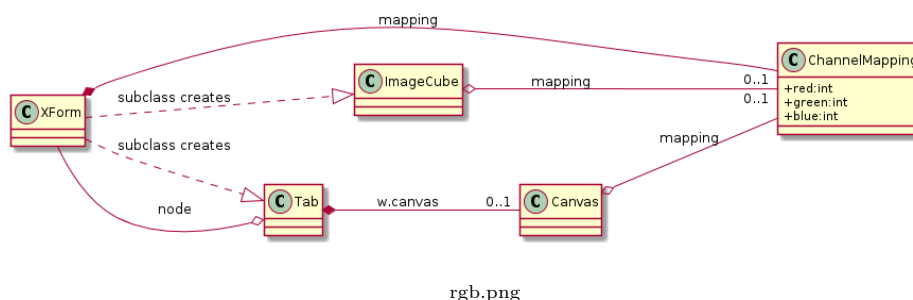 mapping
C ChannelMapping
+red:int
+green:int
+blue:int
C ImageCube
mapping
0..1
0..1
subclass creates
C XForm
subclass creates
mapping
node
C Tab
w.canvas
0..1
C Canvas
rgb.png